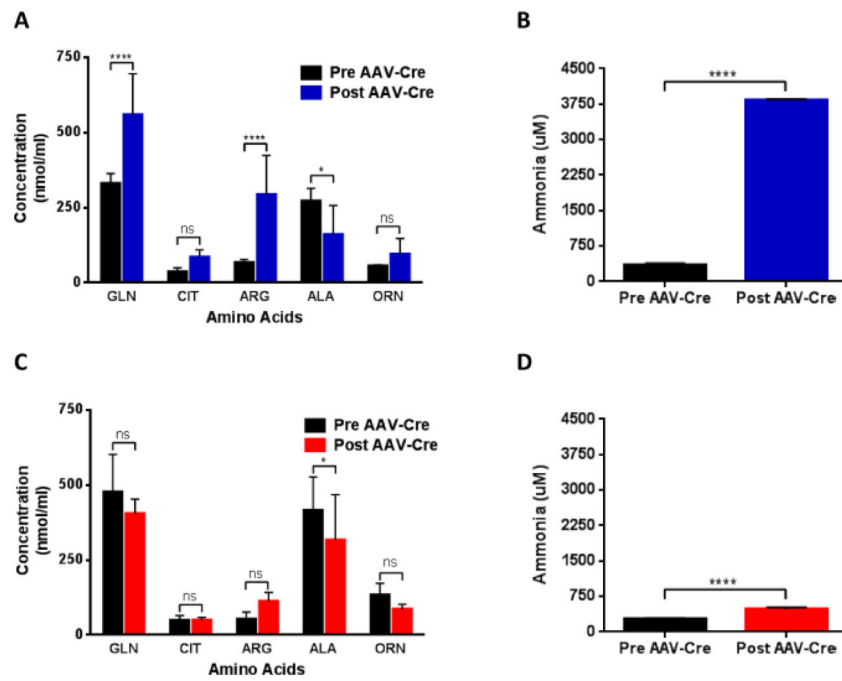 A
750
500
250
0
Concentration
(nmol/ml)
****
ns
****
*
ns
Pre AAV-Cre
Post AAV-Cre
GLN CIT ARG ALA ORN
Amino Acids
B
4500
3750
3000
2250
1500
750
0
Ammonia (uM)
****
Pre AAV-Cre Post AAV-Cre
C
750
500
250
0
Concentration
(nmol/ml)
ns
ns
ns
*
ns
Pre AAV-Cre
Post AAV-Cre
GLN CIT ARG ALA ORN
Amino Acids
D
4500
3750
3000
2250
1500
750
0
Ammonia (uM)
****
Pre AAV-Cre Post AAV-Cre